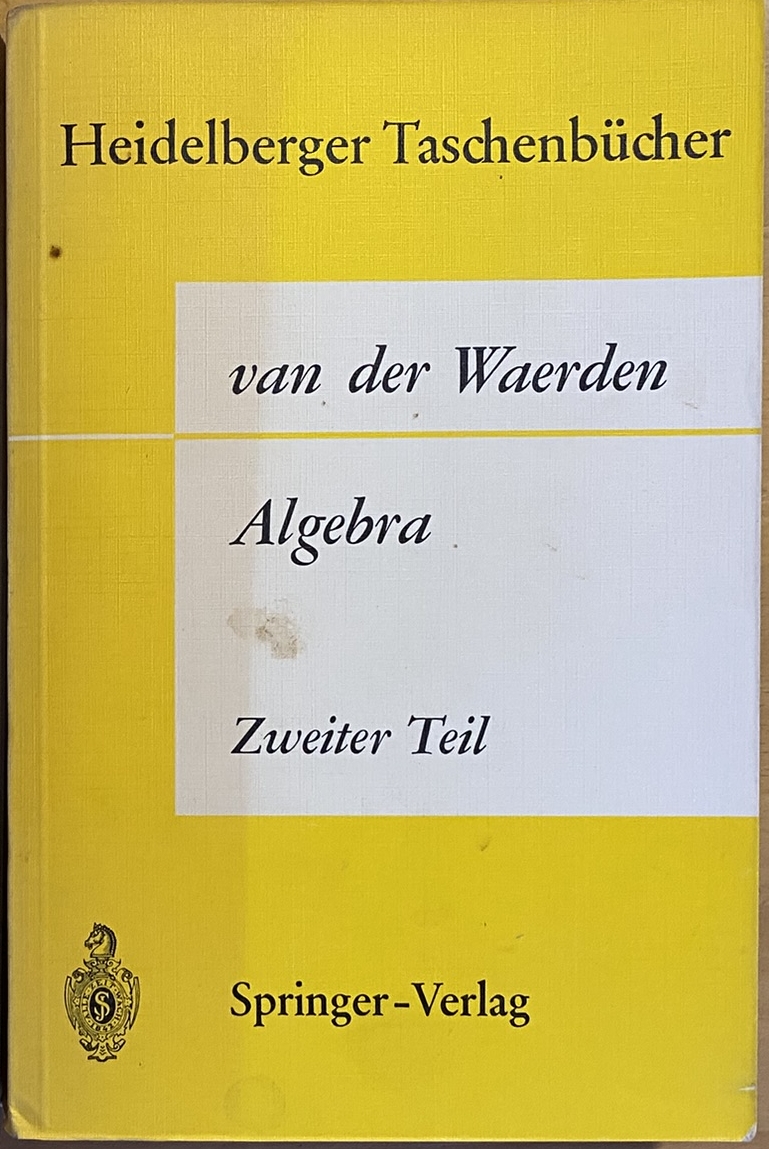 Heidelberger Taschenbücher
van der Waerden
Algebra
Zweiter Teil
Springer-Verlag